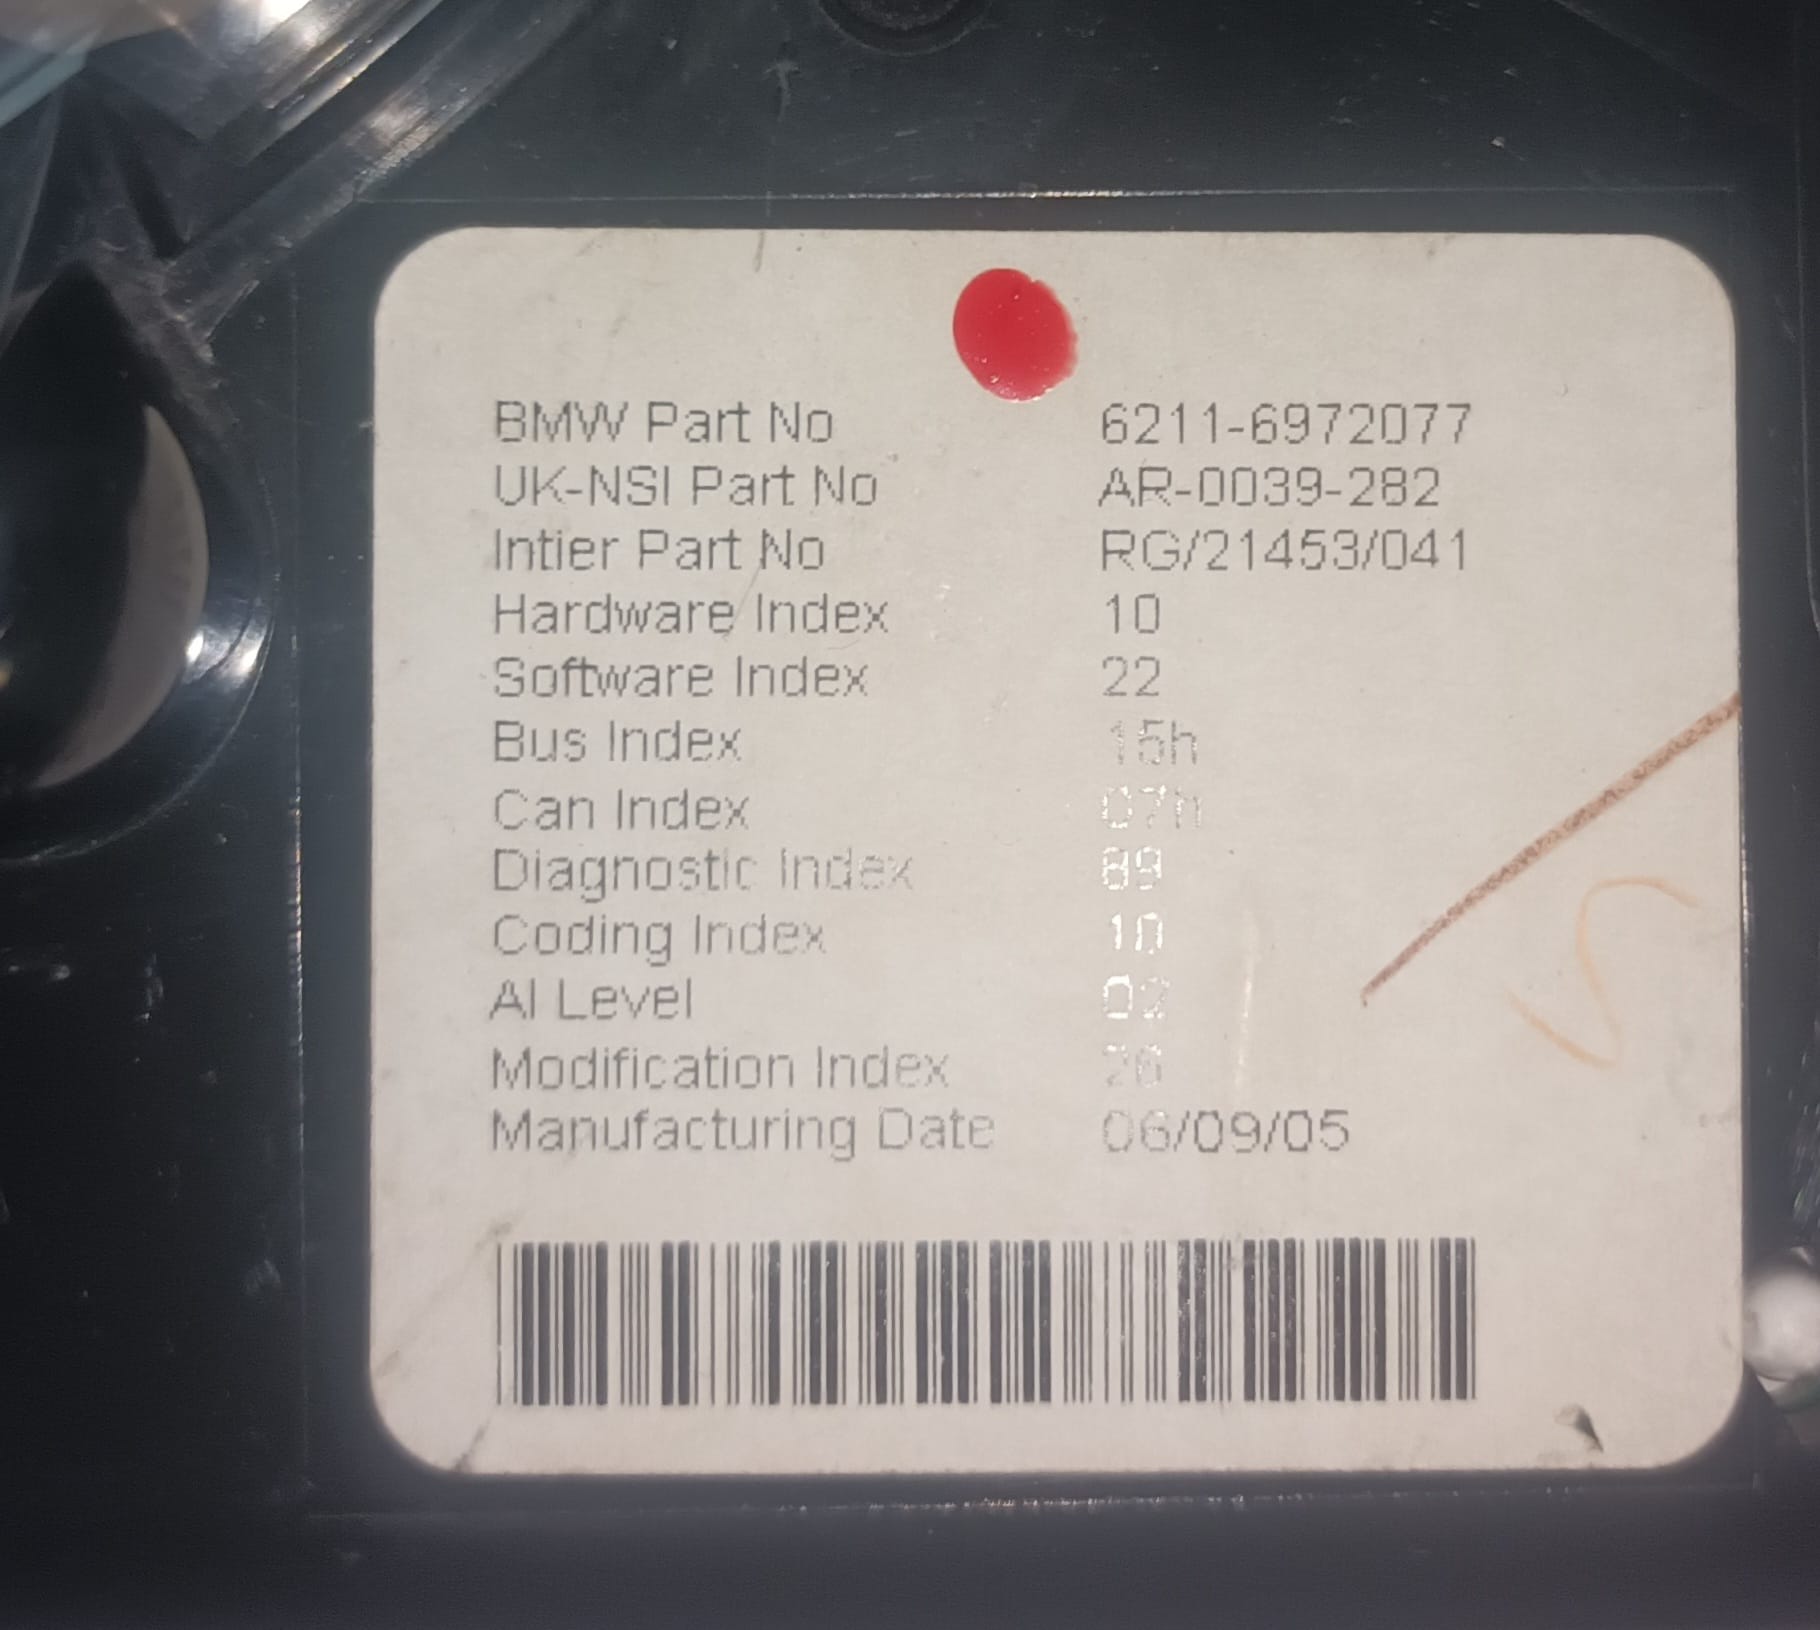 BMW Part No 6211-6972077
UK-NSI Part No AR-0039-282
Intier Part No RG/21453/041
Hardware Index 10
Software Index 22
Bus Index 15h
Can Index 07h
Diagnostic Index 89
Coding Index 10
AI Level 02
Modification Index 26
Manufacturing Date 06/09/05